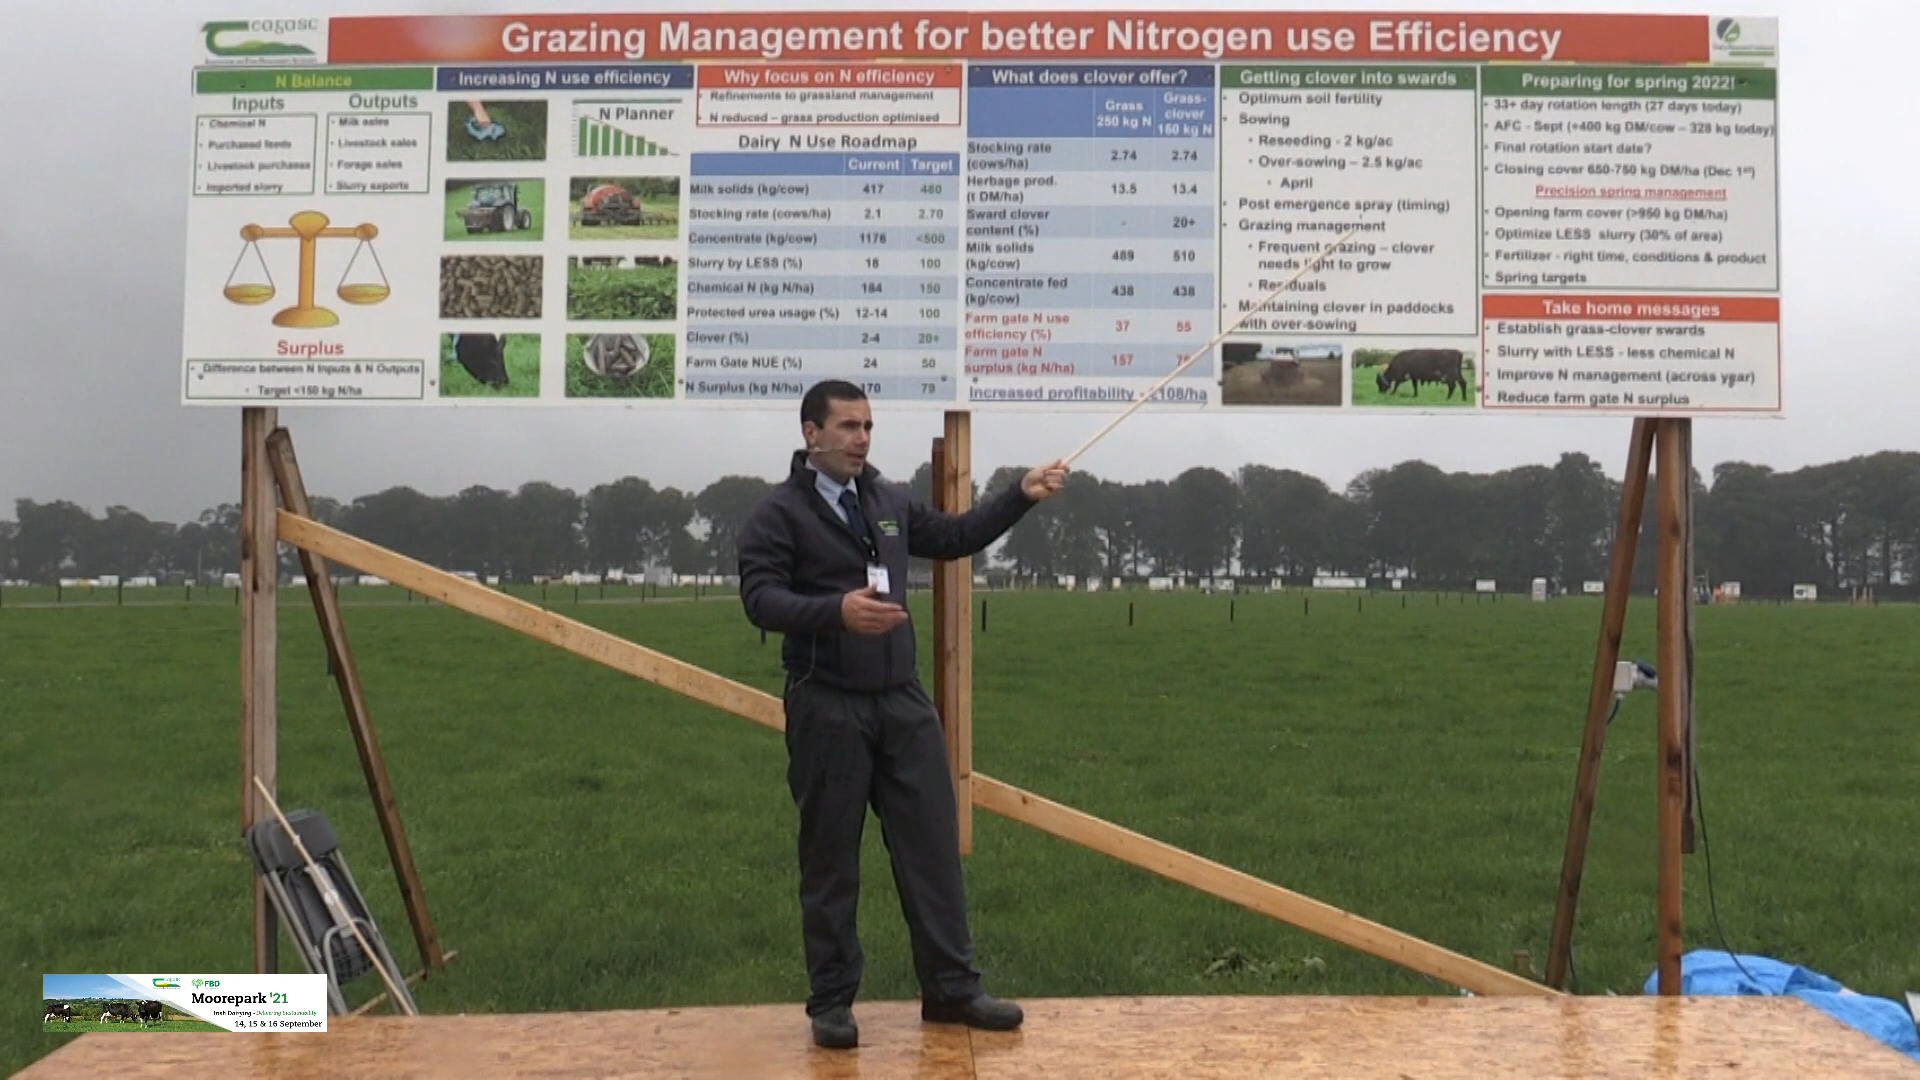 teagasc
Grazing Management for better Nitrogen use Efficiency
N Balance
Inputs
Outputs
Chemical N
Purchased feeds
Livestock purchases
Imported slurry
Milk sales
Livestock sales
Forage sales
Slurry exports
Surplus
Difference between N Inputs & N Outputs
Target <150 kg N/ha
Increasing N use efficiency
N Planner
Why focus on N efficiency
Refinements to grassland management
N reduced – grass production optimised
Dairy N Use Roadmap
Current Target
Milk solids (kg/cow) 417 480
Stocking rate (cows/ha) 2.1 2.70
Concentrate (kg/cow) 1176 <500
Slurry by LESS (%) 18 100
Chemical N (kg N/ha) 184 150
Protected urea usage (%) 12-14 100
Clover (%) 2-4 20+
Farm Gate NUE (%) 24 50
N Surplus (kg N/ha) 170 79
What does clover offer?
Grass 250 kg N
Grass-clover 150 kg N
Stocking rate (cows/ha) 2.74 2.74
Herbage prod. (t DM/ha) 13.5 13.4
Sward clover content (%) - 20+
Milk solids (kg/cow) 489 510
Concentrate fed (kg/cow) 438 438
Farm gate N use efficiency (%) 37 55
Farm gate N surplus (kg N/ha) 157
Increased profitability - €108/ha
Getting clover into swards
Optimum soil fertility
Sowing
Reseeding - 2 kg/ac
Over-sowing – 2.5 kg/ac
April
Post emergence spray (timing)
Grazing management
Frequent grazing – clover
needs light to grow
Residuals
Maintaining clover in paddocks
with over-sowing
Preparing for spring 2022!
33+ day rotation length (27 days today)
AFC - Sept (+400 kg DM/cow – 328 kg today)
Final rotation start date?
Closing cover 650-750 kg DM/ha (Dec 1st)
Precision spring management
Opening farm cover (>950 kg DM/ha)
Optimize LESS slurry (30% of area)
Fertilizer - right time, conditions & product
Spring targets
Take home messages
Establish grass-clover swards
Slurry with LESS - less chemical N
Improve N management (across year)
Reduce farm gate N surplus
teagasc FBD
Moorepark '21
Irish Dairying - Delivering Sustainability
14, 15 & 16 September